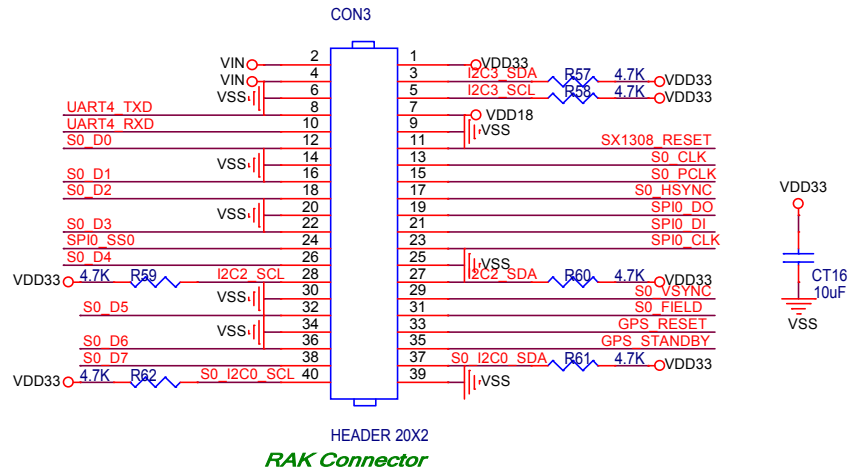 CON3
VIN 2 1 VDD33
VIN 4 3 I2C3_SDA R57 4.7K VDD33
VSS 6 5 I2C3_SCL R58 4.7K VDD33
UART4_TXD 8 7 VDD18
UART4_RXD 10 9 VSS
S0_D0 12 11 SX1308_RESET
VSS 14 13 S0_CLK
S0_D1 16 15 S0_PCLK
S0_D2 18 17 S0_HSYNC
VSS 20 19 SPI0_DO
S0_D3 22 21 SPI0_DI
SPI0_SS0 24 23 SPI0_CLK
S0_D4 26 25 VSS
VDD33 4.7K R59 I2C2_SCL 28 27 I2C2_SDA R60 4.7K VDD33
VSS 30 29 S0_VSYNC
S0_D5 32 31 S0_FIELD
VSS 34 33 GPS_RESET
S0_D6 36 35 GPS_STANDBY
S0_D7 38 37 S0_I2C0_SDA R61 4.7K VDD33
VDD33 4.7K R62 S0_I2C0_SCL 40 39 VSS
VDD33
CT16
10uF
VSS
HEADER 20X2
RAK Connector